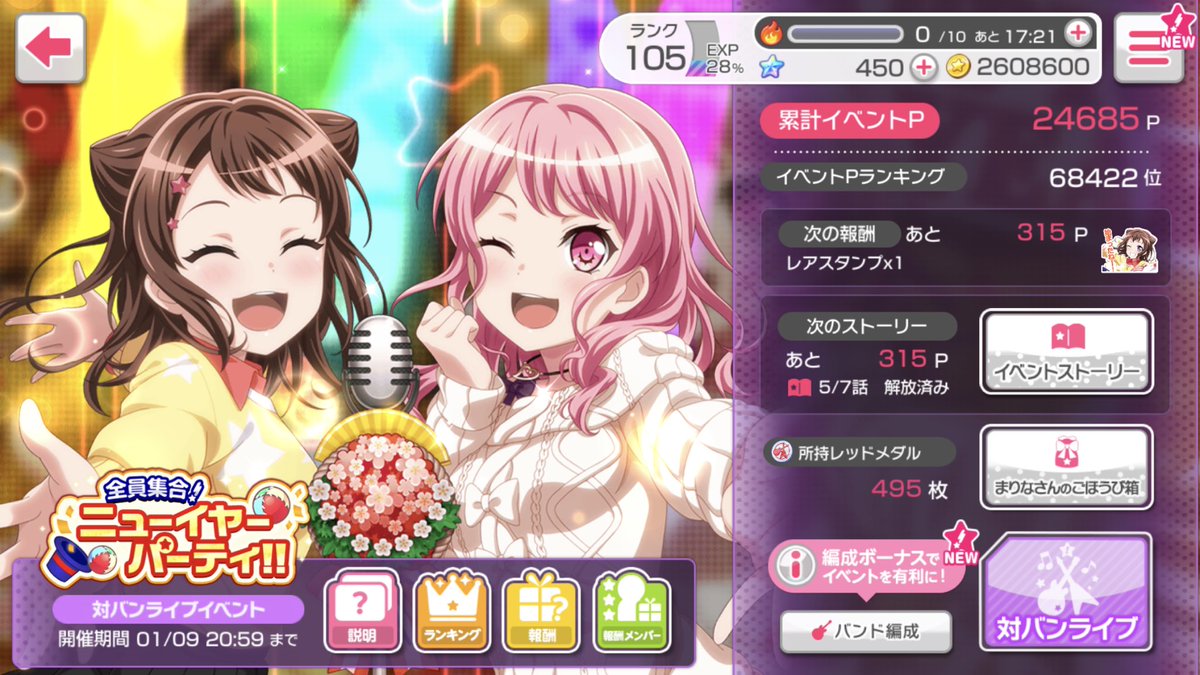 ランク
105
EXP
28%
0 /10 あと 17:21
450
2608600
NEW
累計イベントP
24685 P
イベントPランキング
68422 位
次の報酬 あと 315 P
レアスタンプx1
次のストーリー
あと 315 P
5/7話 解放済み
イベントストーリー
所持レッドメダル
495 枚
まりなさんのごほうび箱
編成ボーナスで
イベントを有利に!
NEW
バンド編成
対バンライブ
全員集合!
ニューイヤー
パーティ!!
対バンライブイベント
開催期間 01/09 20:59 まで
説明
ランキング
報酬
報酬メンバー